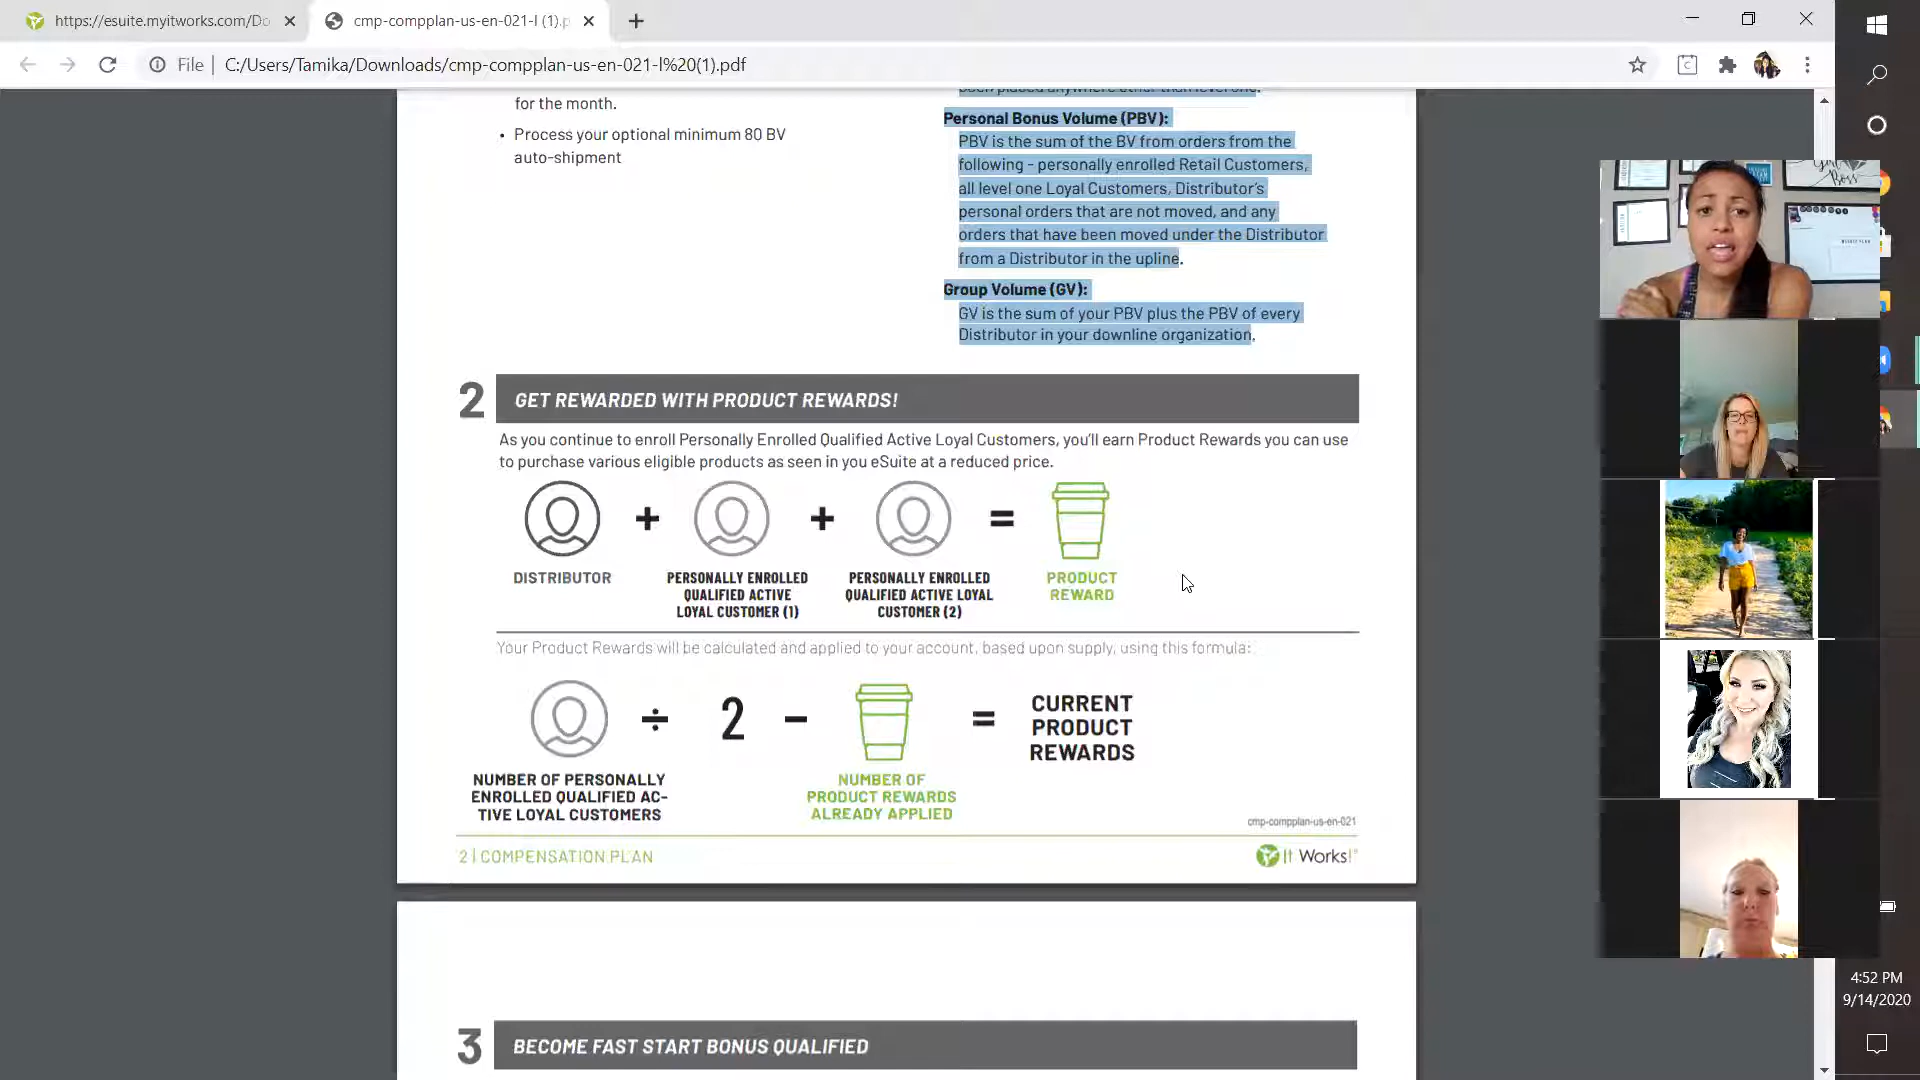 https://esuite.myitworks.com/Do
cmp-compplan-us-en-021-l (1).p
File
C:/Users/Tamika/Downloads/cmp-compplan-us-en-021-l%20(1).pdf
for the month.
• Process your optional minimum 80 BV
auto-shipment
been placed anywhere other than level one.
Personal Bonus Volume (PBV):
PBV is the sum of the BV from orders from the
following - personally enrolled Retail Customers,
all level one Loyal Customers, Distributor's
personal orders that are not moved, and any
orders that have been moved under the Distributor
from a Distributor in the upline.
Group Volume (GV):
GV is the sum of your PBV plus the PBV of every
Distributor in your downline organization.
2 GET REWARDED WITH PRODUCT REWARDS!
As you continue to enroll Personally Enrolled Qualified Active Loyal Customers, you'll earn Product Rewards you can use
to purchase various eligible products as seen in you eSuite at a reduced price.
+ + =
DISTRIBUTOR
PERSONALLY ENROLLED
QUALIFIED ACTIVE
LOYAL CUSTOMER (1)
PERSONALLY ENROLLED
QUALIFIED ACTIVE LOYAL
CUSTOMER (2)
PRODUCT
REWARD
Your Product Rewards will be calculated and applied to your account, based upon supply, using this formula:
÷ 2 - =
CURRENT
PRODUCT
REWARDS
NUMBER OF PERSONALLY
ENROLLED QUALIFIED AC-
TIVE LOYAL CUSTOMERS
NUMBER OF
PRODUCT REWARDS
ALREADY APPLIED
cmp-compplan-us-en-021
2 | COMPENSATION PLAN
It Works!
3 BECOME FAST START BONUS QUALIFIED
Boss
4:52 PM
9/14/2020